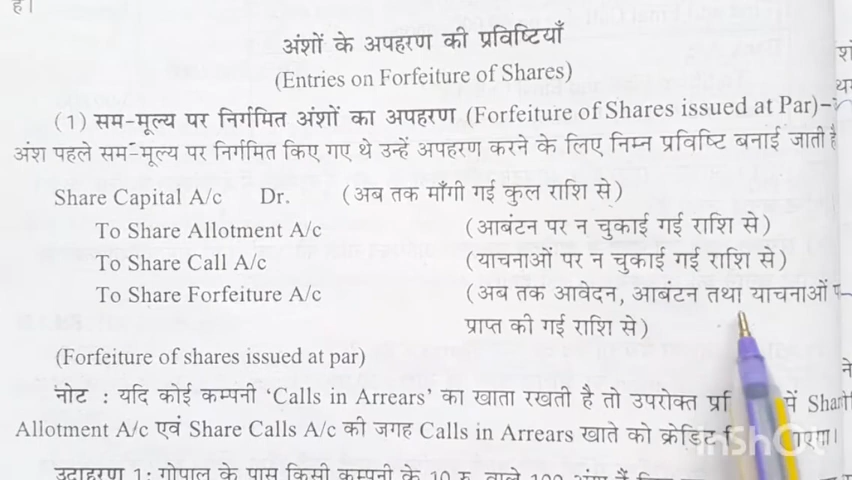 है।
अंशों के अपहरण की प्रविष्टियाँ
(Entries on Forfeiture of Shares)
(1) सम-मूल्य पर निर्गमित अंशों का अपहरण (Forfeiture of Shares issued at Par)–
अंश पहले सम-मूल्य पर निर्गमित किए गए थे उन्हें अपहरण करने के लिए निम्न प्रविष्टि बनाई जाती है
Share Capital A/c Dr. (अब तक माँगी गई कुल राशि से)
To Share Allotment A/c (आबंटन पर न चुकाई गई राशि से)
To Share Call A/c (याचनाओं पर न चुकाई गई राशि से)
To Share Forfeiture A/c (अब तक आवेदन, आबंटन तथा याचनाओं
प्राप्त की गई राशि से)
(Forfeiture of shares issued at par)
नोट : यदि कोई कम्पनी ‘Calls in Arrears’ का खाता रखती है तो उपरोक्त में
Allotment A/c एवं Share Calls A/c की जगह Calls in Arrears खाते को क्रेडिट
उदाहरण 1: गोपाल के पास किसी कम्पनी के 10 रु. वाले 100 अंश हैं
InShOt